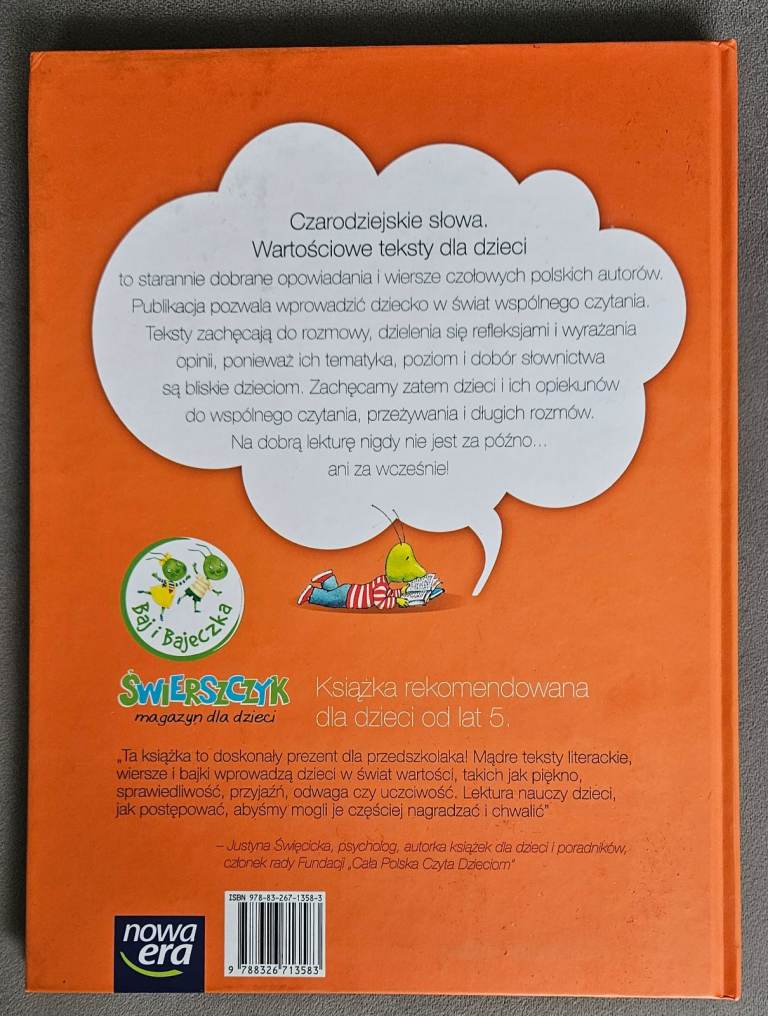 Czarodziejskie słowa.
Wartościowe teksty dla dzieci
to starannie dobrane opowiadania i wiersze czołowych polskich autorów.
Publikacja pozwala wprowadzić dziecko w świat wspólnego czytania.
Teksty zachęcają do rozmowy, dzielenia się refleksjami i wyrażania
opinii, ponieważ ich tematyka, poziom i dobór słownictwa
są bliskie dzieciom. Zachęcamy zatem dzieci i ich opiekunów
do wspólnego czytania, przeżywania i długich rozmów.
Na dobrą lekturę nigdy nie jest za późno...
ani za wcześnie!
Baj i Bajeczka
ŚWIERSZCZYK
magazyn dla dzieci
Książka rekomendowana
dla dzieci od lat 5.
„Ta książka to doskonały prezent dla przedszkolaka! Mądre teksty literackie,
wiersze i bajki wprowadzą dzieci w świat wartości, takich jak piękno,
sprawiedliwość, przyjaźń, odwaga czy uczciwość. Lektura nauczy dzieci,
jak postępować, abyśmy mogli je częściej nagradzać i chwalić”
– Justyna Święcicka, psycholog, autorka książek dla dzieci i poradników,
członek rady Fundacji „Cała Polska Czyta Dzieciom”
ISBN 978-83-267-1358-3
9 788326 713583
nowa
era